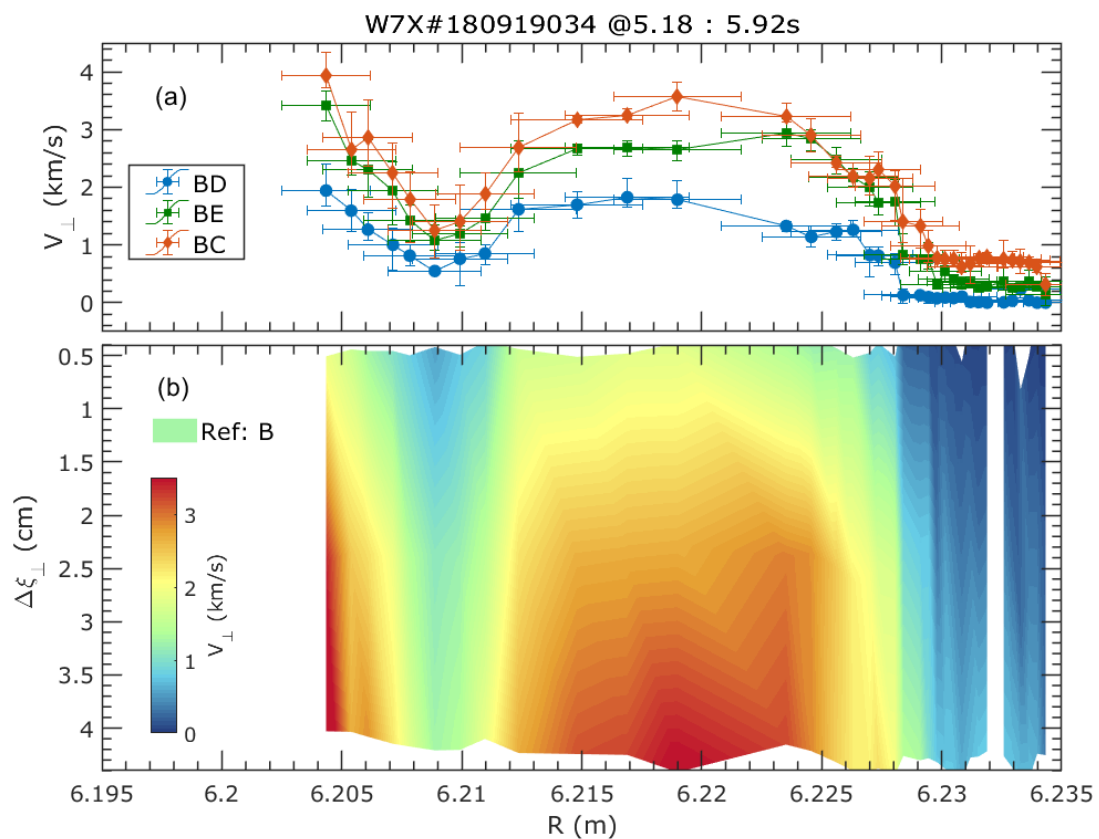 W7X#180919034 @5.18 : 5.92s
(a)
4
3
2
1
0
V⊥ (km/s)
BD
BE
BC
(b)
Ref: B
0.5
1
1.5
2
2.5
3
3.5
4
Δξ⊥ (cm)
3
2
1
0
V⊥ (km/s)
6.195
6.2
6.205
6.21
6.215
6.22
6.225
6.23
6.235
R (m)